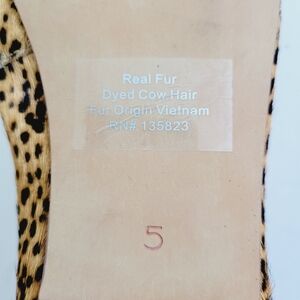 Real Fur
Dyed Cow Hair
Fur Origin Vietnam
RN# 135823
5